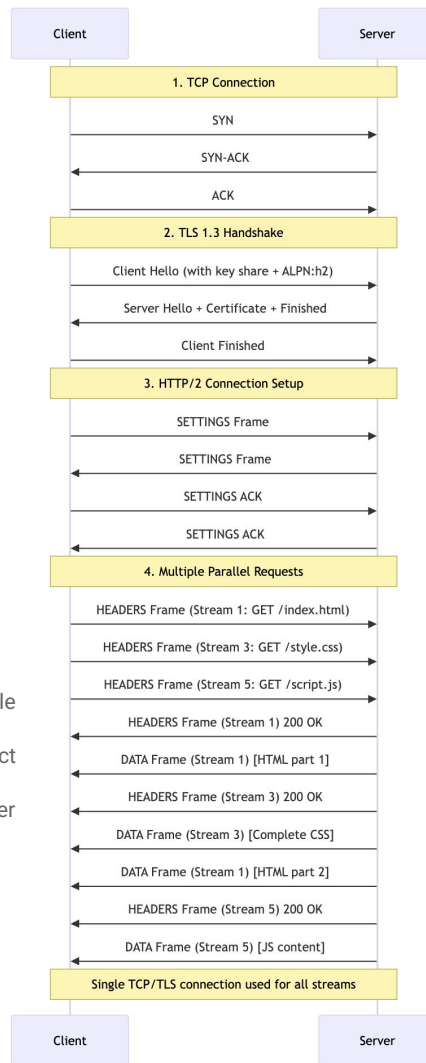 Client Server
1. TCP Connection
SYN
SYN-ACK
ACK
2. TLS 1.3 Handshake
Client Hello (with key share + ALPN:h2)
Server Hello + Certificate + Finished
Client Finished
3. HTTP/2 Connection Setup
SETTINGS Frame
SETTINGS Frame
SETTINGS ACK
SETTINGS ACK
4. Multiple Parallel Requests
HEADERS Frame (Stream 1: GET /index.html)
HEADERS Frame (Stream 3: GET /style.css)
HEADERS Frame (Stream 5: GET /script.js)
HEADERS Frame (Stream 1) 200 OK
DATA Frame (Stream 1) [HTML part 1]
HEADERS Frame (Stream 3) 200 OK
DATA Frame (Stream 3) [Complete CSS]
DATA Frame (Stream 1) [HTML part 2]
HEADERS Frame (Stream 5) 200 OK
DATA Frame (Stream 5) [JS content]
Single TCP/TLS connection used for all streams
Client Server